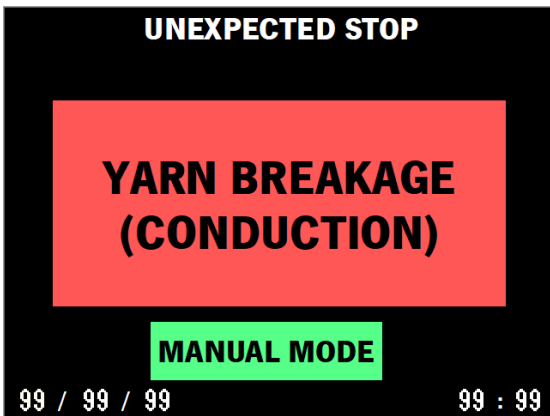 UNEXPECTED STOP
YARN BREAKAGE
(CONDUCTION)
MANUAL MODE
99 / 99 / 99 99 : 99